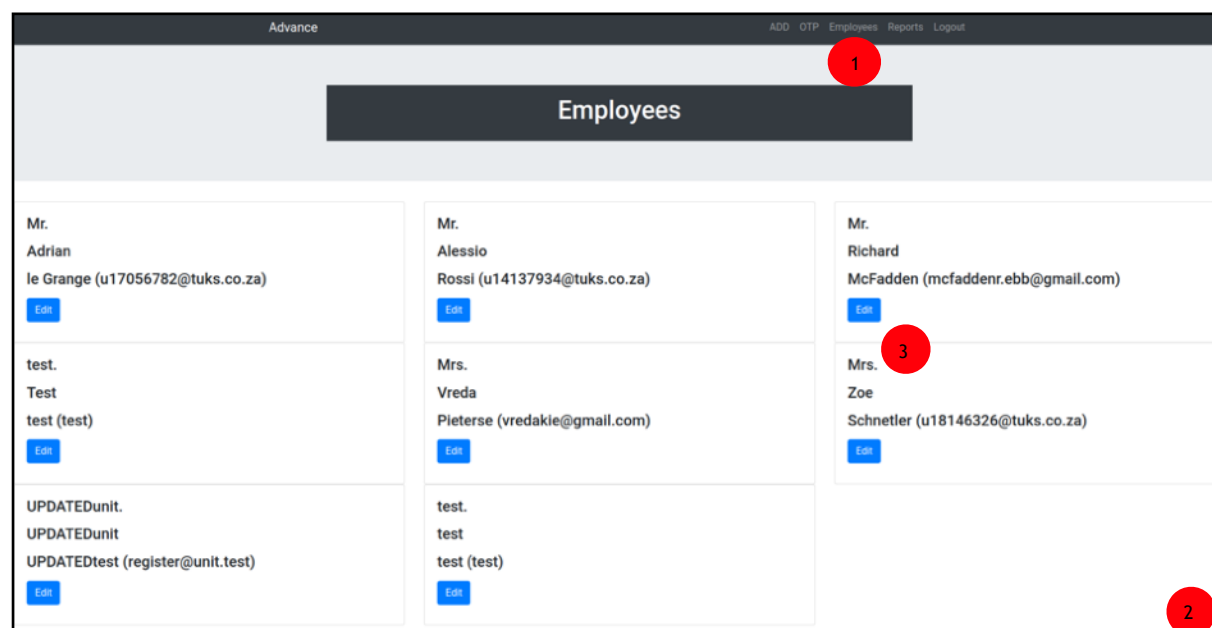 Advance
ADD OTP Employees Reports Logout
1
Employees
Mr.
Adrian
le Grange (u17056782@tuks.co.za)
Edit
Mr.
Alessio
Rossi (u14137934@tuks.co.za)
Edit
Mr.
Richard
McFadden (mcfaddenr.ebb@gmail.com)
Edit
3
test.
Test
test (test)
Edit
Mrs.
Vreda
Pieterse (vredakie@gmail.com)
Edit
Mrs.
Zoe
Schnetler (u18146326@tuks.co.za)
Edit
UPDATEDunit.
UPDATEDunit
UPDATEDtest (register@unit.test)
Edit
test.
test
test (test)
Edit
2